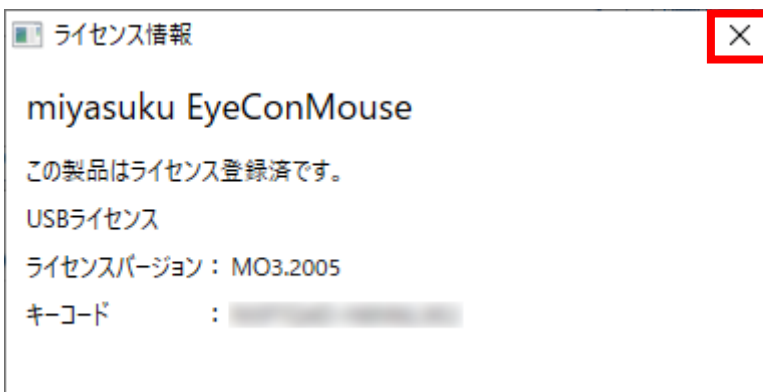 ライセンス情報
miyasuku EyeConMouse
この製品はライセンス登録済です。
USBライセンス
ライセンスバージョン： MO3.2005
キーコード ：